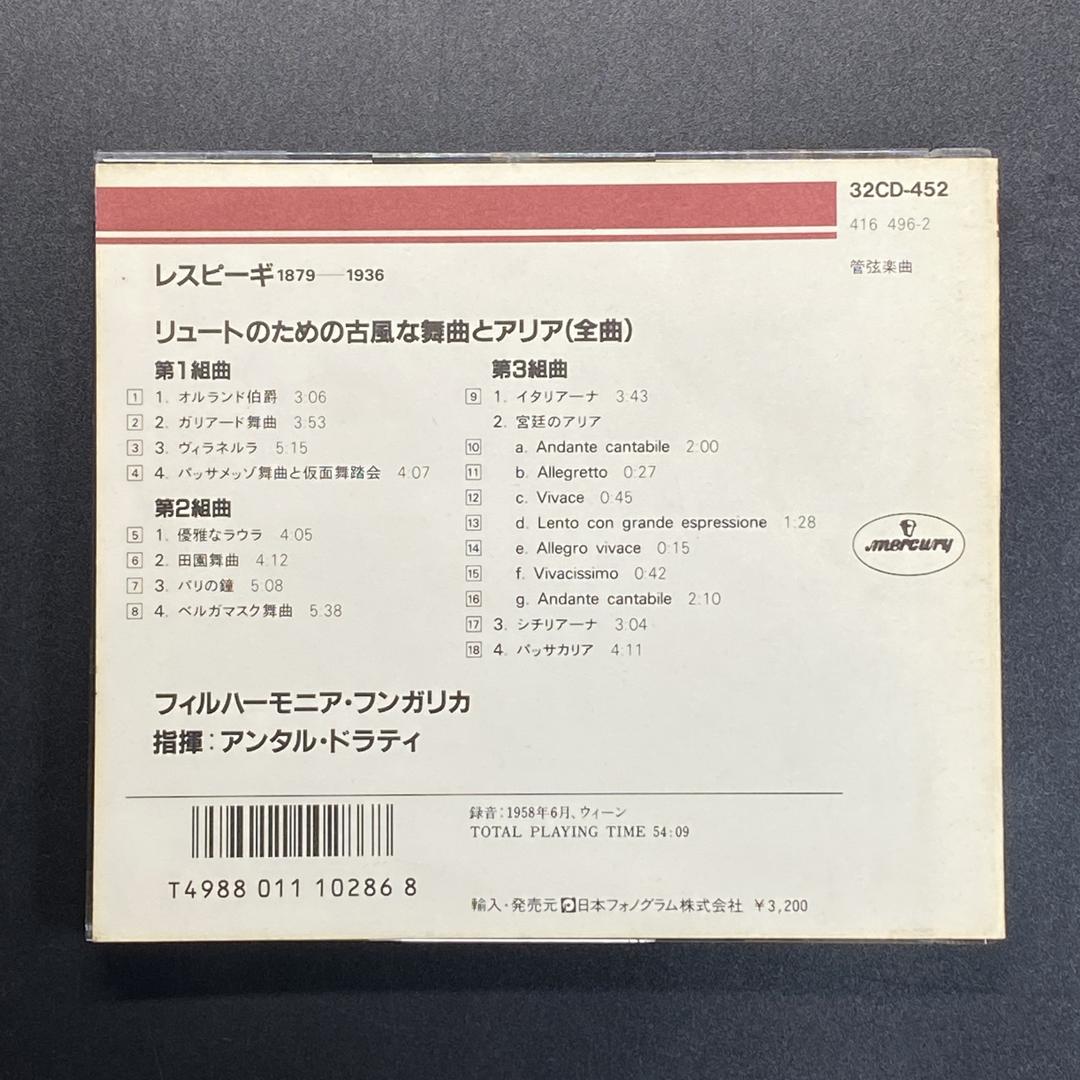 32CD-452
416 496-2
管弦楽曲
レスピーギ 1879—1936
リュートのための古風な舞曲とアリア(全曲)
第1組曲
1 1. オルランド伯爵 3:06
2 2. ガリアード舞曲 3:53
3 3. ヴィラネルラ 5:15
4 4. パッサメッゾ舞曲と仮面舞踏会 4:07
第2組曲
5 1. 優雅なラウラ 4:05
6 2. 田園舞曲 4:12
7 3. パリの鐘 5:08
8 4. ベルガマスク舞曲 5:38
第3組曲
9 1. イタリアーナ 3:43
2. 宮廷のアリア
10 a. Andante cantabile 2:00
11 b. Allegretto 0:27
12 c. Vivace 0:45
13 d. Lento con grande espressione 1:28
14 e. Allegro vivace 0:15
15 f. Vivacissimo 0:42
16 g. Andante cantabile 2:10
17 3. シチリアーナ 3:04
18 4. パッサカリア 4:11
mercury
フィルハーモニア・フンガリカ
指揮:アンタル・ドラティ
録音:1958年6月、ウィーン
TOTAL PLAYING TIME 54:09
T4988 011 10286 8
輸入・発売元 日本フォノグラム株式会社 ¥3,200